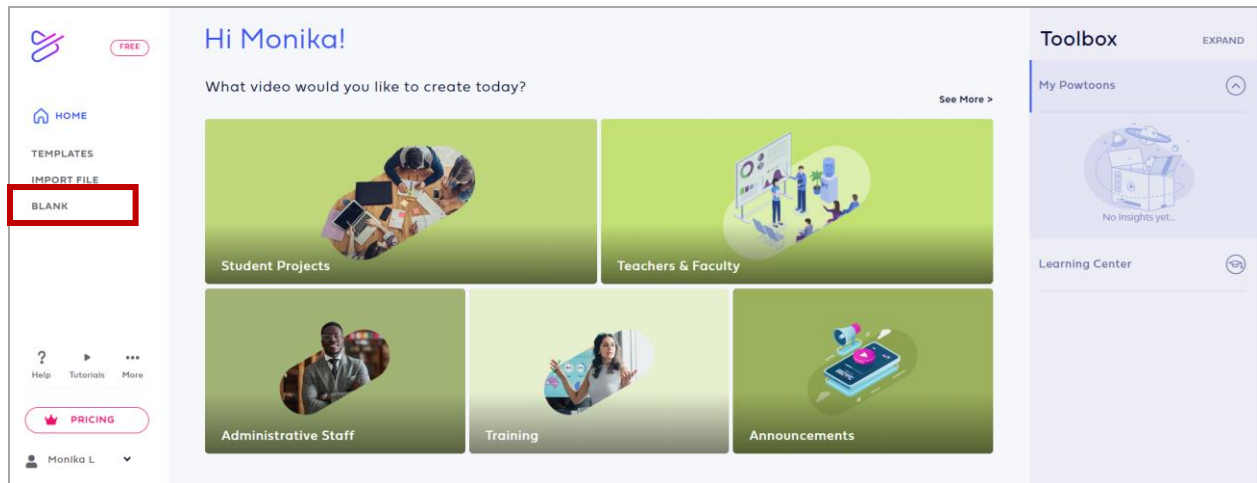 FREE
HOME
TEMPLATES
IMPORT FILE
BLANK
? Help
Tutorials
More
PRICING
Monika L
Hi Monika!
What video would you like to create today?
See More >
Student Projects
Teachers & Faculty
Administrative Staff
Training
Announcements
Toolbox
EXPAND
My Powtoons
No Insights yet...
Learning Center